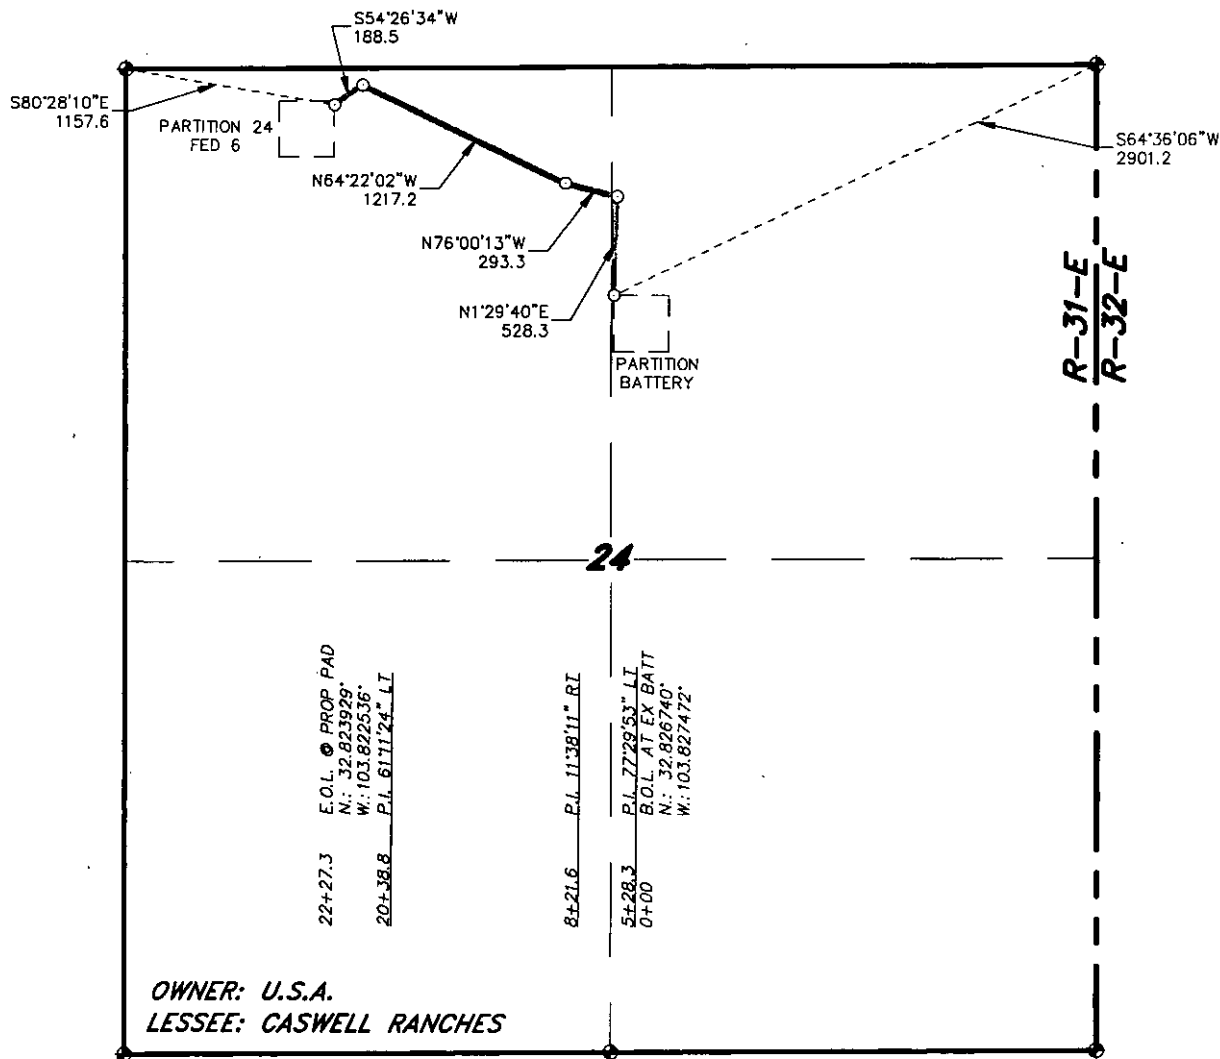 S54°26'34"W
188.5
S80°28'10"E
1157.6
PARTITION 24
FED 6
S64°36'06"W
2901.2
N64°22'02"W
1217.2
N76°00'13"W
293.3
N1°29'40"E
528.3
PARTITION
BATTERY
R-31-E
R-32-E
24
22+27.3 E.O.L. @ PROP PAD
N.: 32.823929°
W.: 103.822536°
20+38.8 P.I. 61°11'24" LT
8+21.6 P.I. 11°38'11" RT
5+28.3 P.I. 77°29'53" LT
0+00 B.O.L. AT EX BATT
N.: 32.826740°
W.: 103.827472°
OWNER: U.S.A.
LESSEE: CASWELL RANCHES